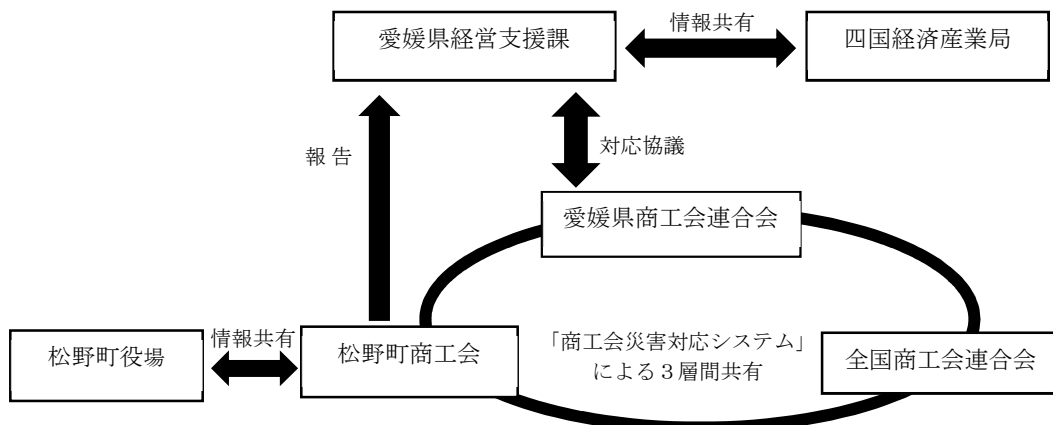 愛媛県経営支援課
情報共有
四国経済産業局
報 告
対応協議
愛媛県商工会連合会
松野町役場
情報共有
松野町商工会
「商工会災害対応システム」
による３層間共有
全国商工会連合会